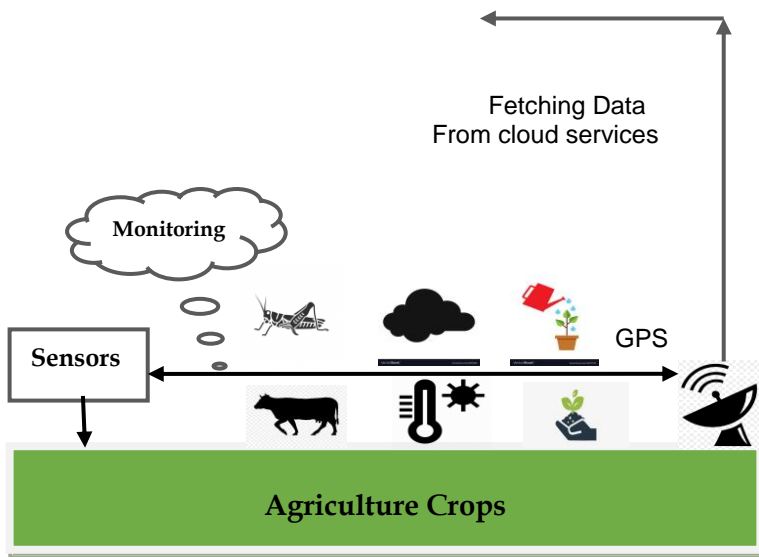 Fetching Data
From cloud services
Monitoring
GPS
Sensors
Agriculture Crops